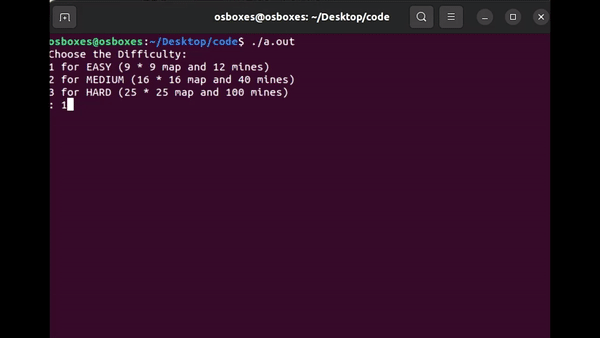 osboxes@osboxes: ~/Desktop/code
osboxes@osboxes:~/Desktop/code$ ./a.out
Choose the Difficulty:
1 for EASY (9 * 9 map and 12 mines)
2 for MEDIUM (16 * 16 map and 40 mines)
3 for HARD (25 * 25 map and 100 mines)
: 1